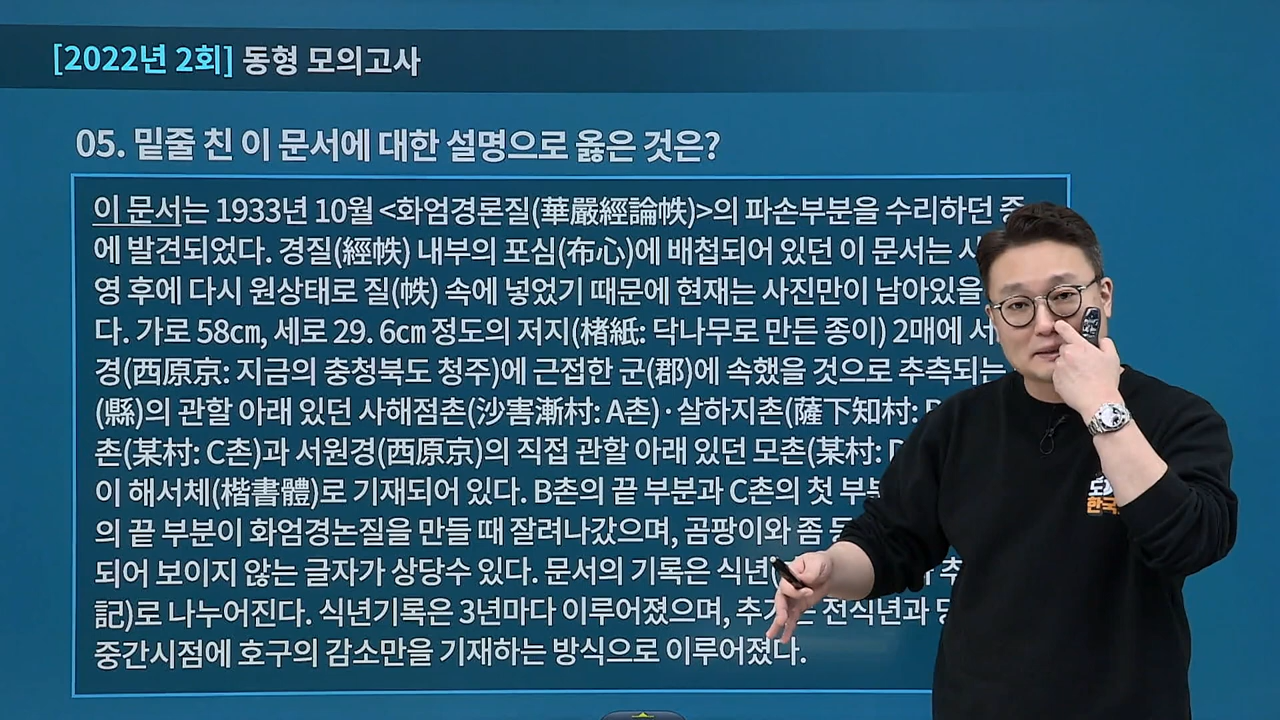 [2022년 2회] 동형 모의고사
05. 밑줄 친 이 문서에 대한 설명으로 옳은 것은?
이 문서는 1933년 10월 <화엄경론질(華嚴經論帙)>의 파손부분을 수리하던 중
에 발견되었다. 경질(經帙) 내부의 포심(布心)에 배첩되어 있던 이 문서는
영 후에 다시 원상태로 질(帙) 속에 넣었기 때문에 현재는 사진만이 남아있을
다. 가로 58㎝, 세로 29. 6㎝ 정도의 저지(楮紙: 닥나무로 만든 종이) 2매에 서
경(西原京: 지금의 충청북도 청주)에 근접한 군(郡)에 속했을 것으로 추측되는
(縣)의 관할 아래 있던 사해점촌(沙害漸村: A촌)·살하지촌(薩下知村:
촌(某村: C촌)과 서원경(西原京)의 직접 관할 아래 있던 모촌(某村:
이 해서체(楷書體)로 기재되어 있다. B촌의 끝 부분과 C촌의 첫
의 끝 부분이 화엄경논질을 만들 때 잘려나갔으며, 곰팡이와 좀
되어 보이지 않는 글자가 상당수 있다. 문서의 기록은 식년
記)로 나누어진다. 식년기록은 3년마다 이루어졌으며, 전식년과
중간시점에 호구의 감소만을 기재하는 방식으로 이루어졌다.
한국